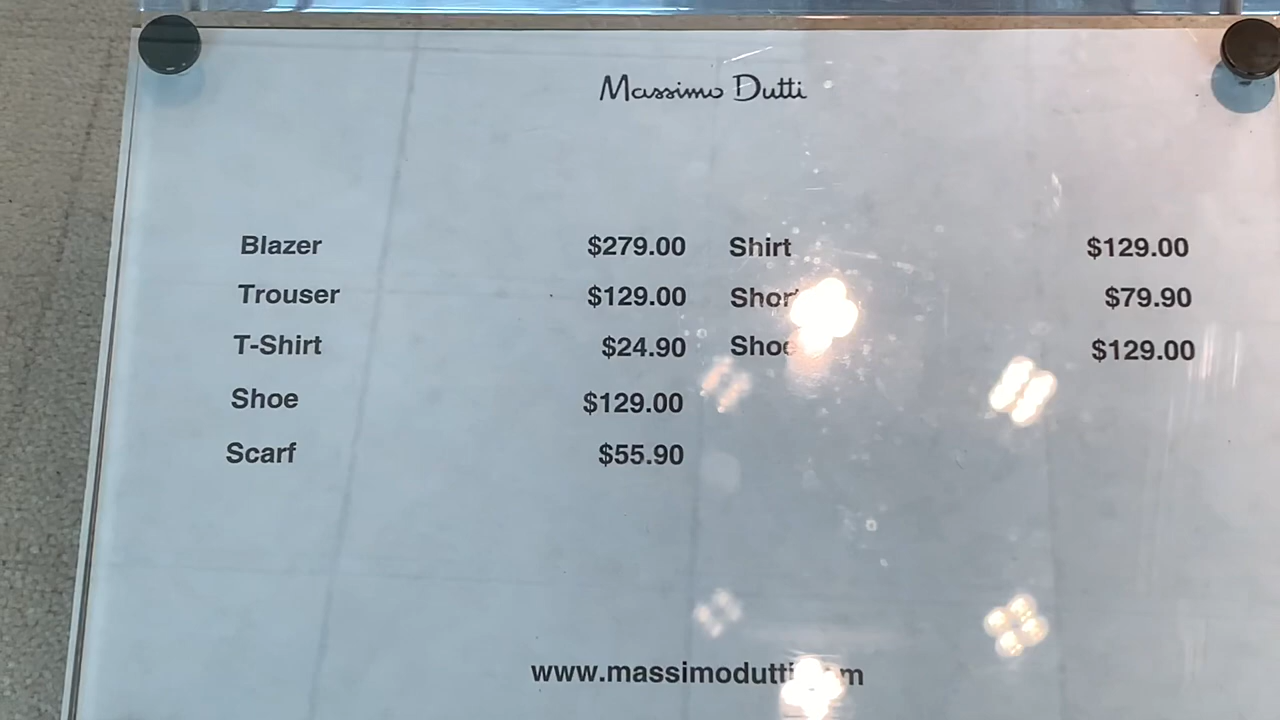 Massimo Dutti
Blazer $279.00 Shirt $129.00
Trouser $129.00 $79.90
T-Shirt $24.90 Shoe $129.00
Shoe $129.00
Scarf $55.90